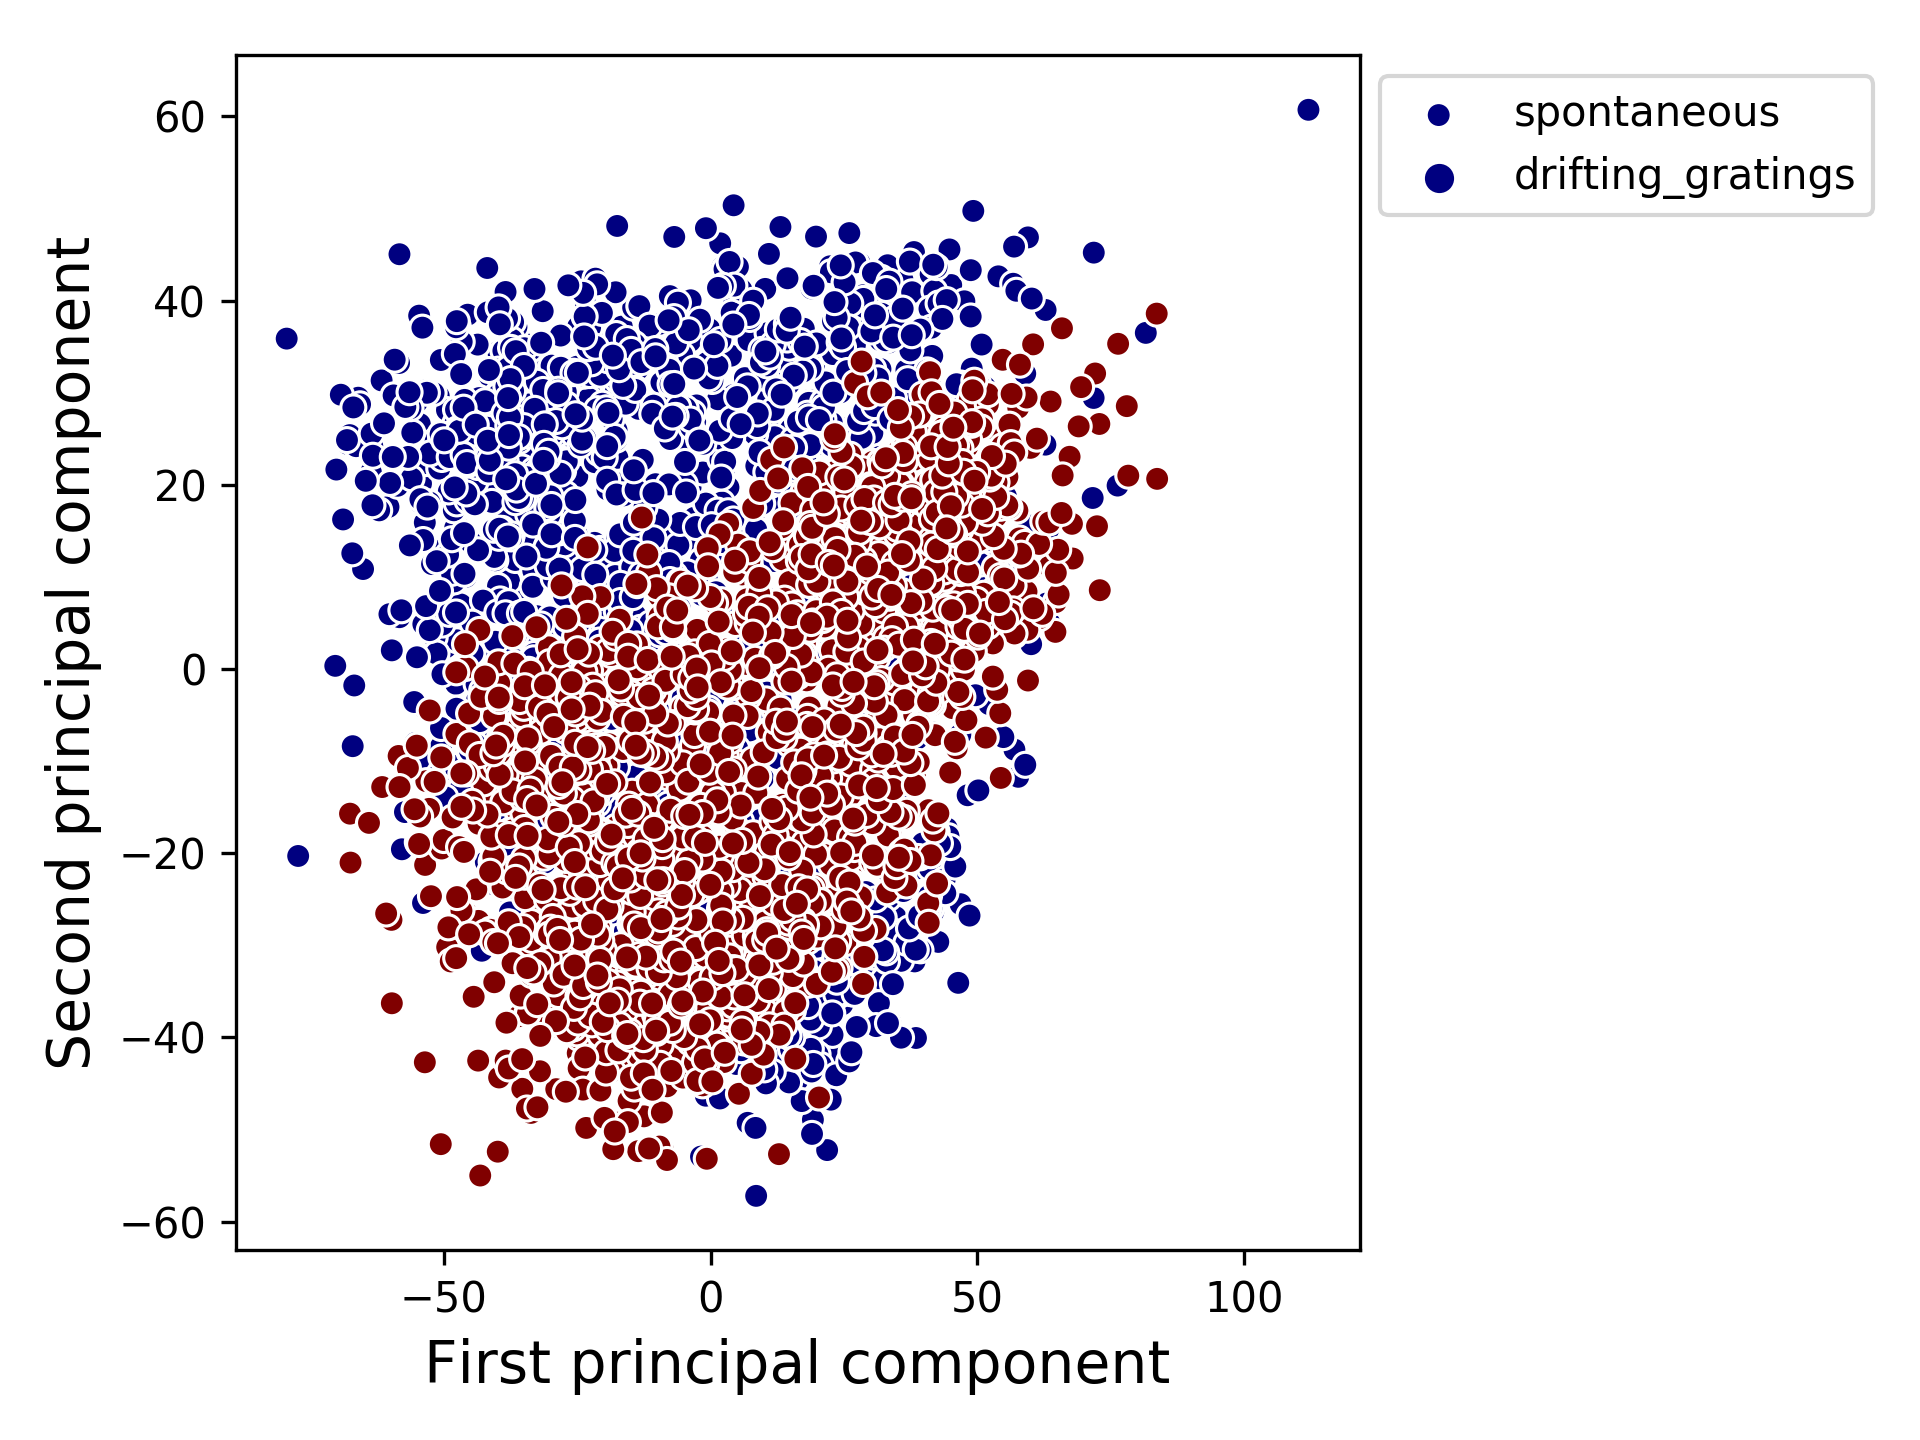 60
40
20
0
−20
−40
−60
−50
0
50
100
First principal component
Second principal component
spontaneous
drifting_gratings